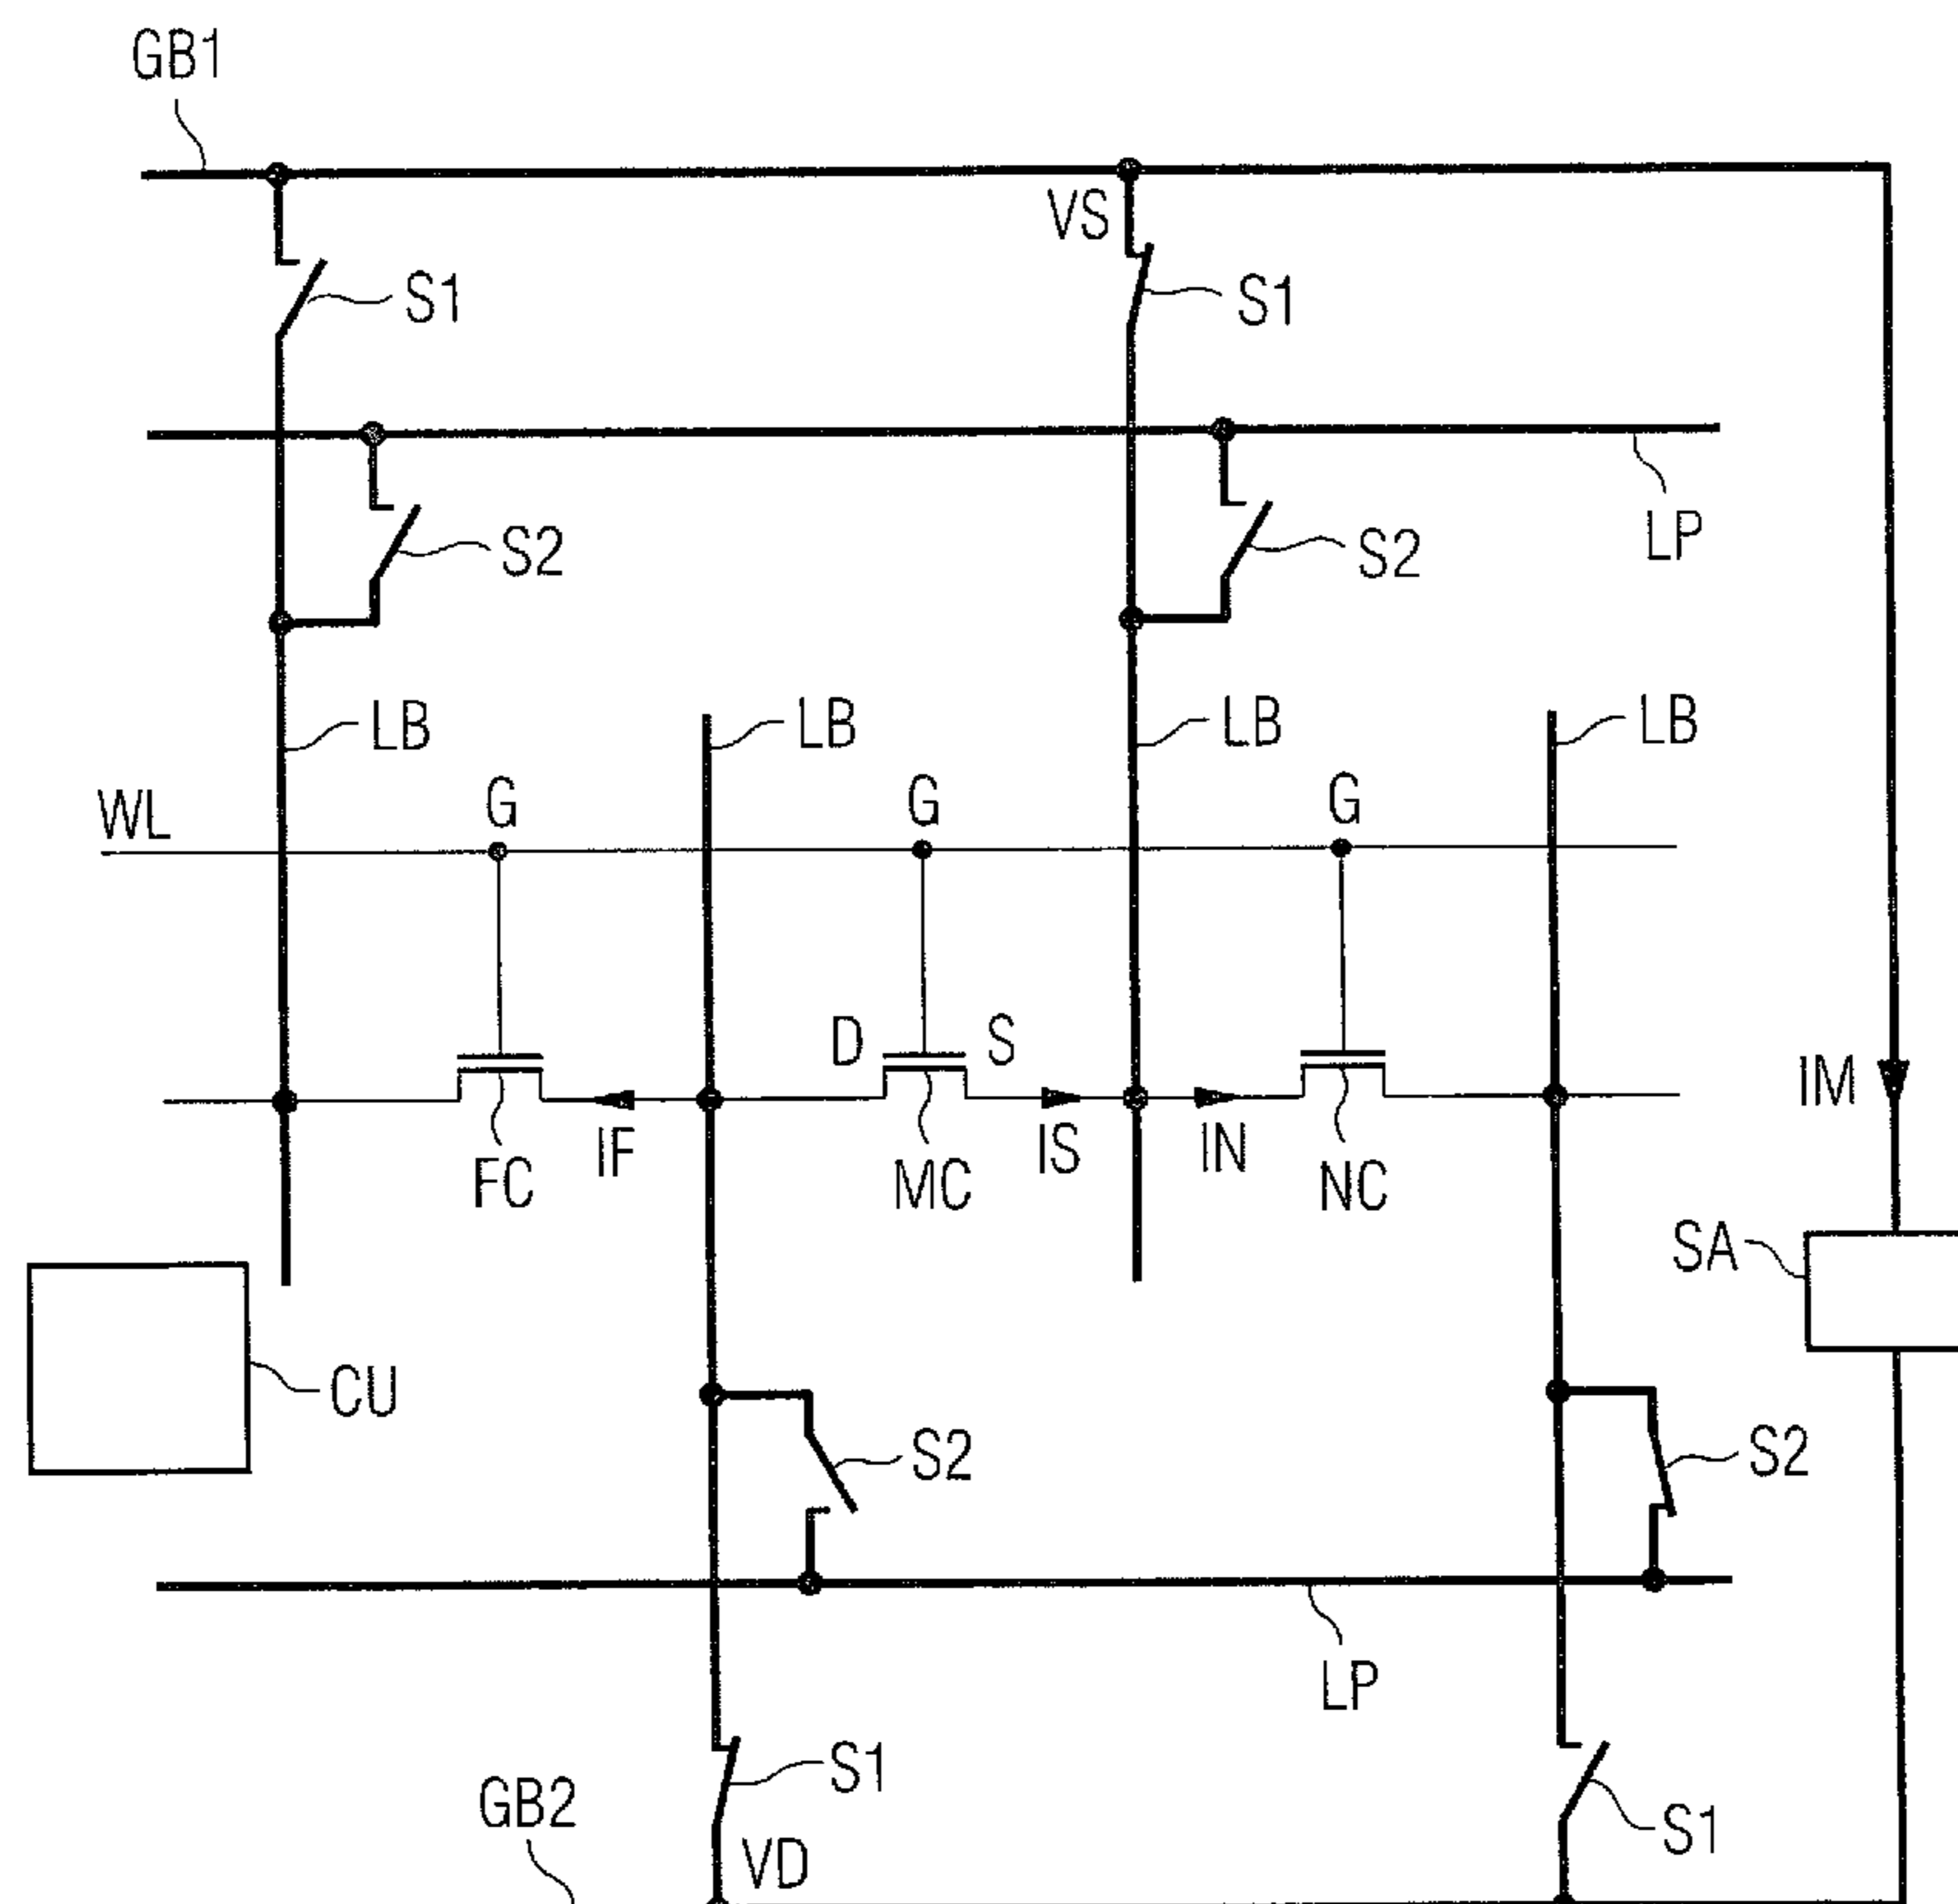 GB1
VS
S1
S1
S2
S2
LP
LB
LB
LB
LB
WL
G
G
G
D
S
IM
FC
IF
MC
IS
IN
NC
SA
CU
S2
S2
LP
S1
GB2
S1
VD